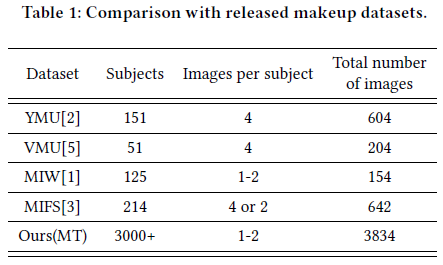 Table 1: Comparison with released makeup datasets.
Dataset Subjects Images per subject Total number of images
YMU[2] 151 4 604
VMU[5] 51 4 204
MIW[1] 125 1-2 154
MIFS[3] 214 4 or 2 642
Ours(MT) 3000+ 1-2 3834